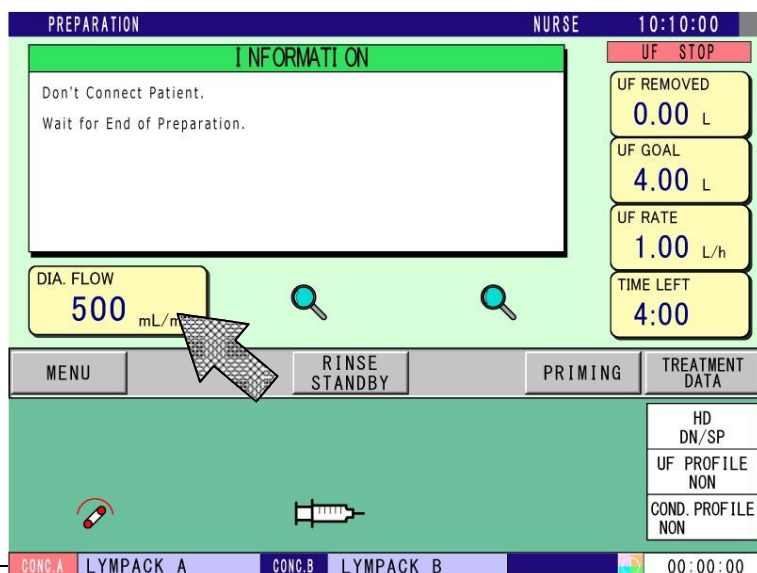 PREPARATION NURSE 10:10:00
INFORMATION
Don't Connect Patient.
Wait for End of Preparation.
UF STOP
UF REMOVED
0.00 L
UF GOAL
4.00 L
UF RATE
1.00 L/h
TIME LEFT
4:00
DIA. FLOW
500
MENU
RINSE
STANDBY
PRIMING
TREATMENT
DATA
HD
DN/SP
UF PROFILE
NON
COND. PROFILE
NON
CONC.A LYMPACK A CONC.B LYMPACK B 00:00:00